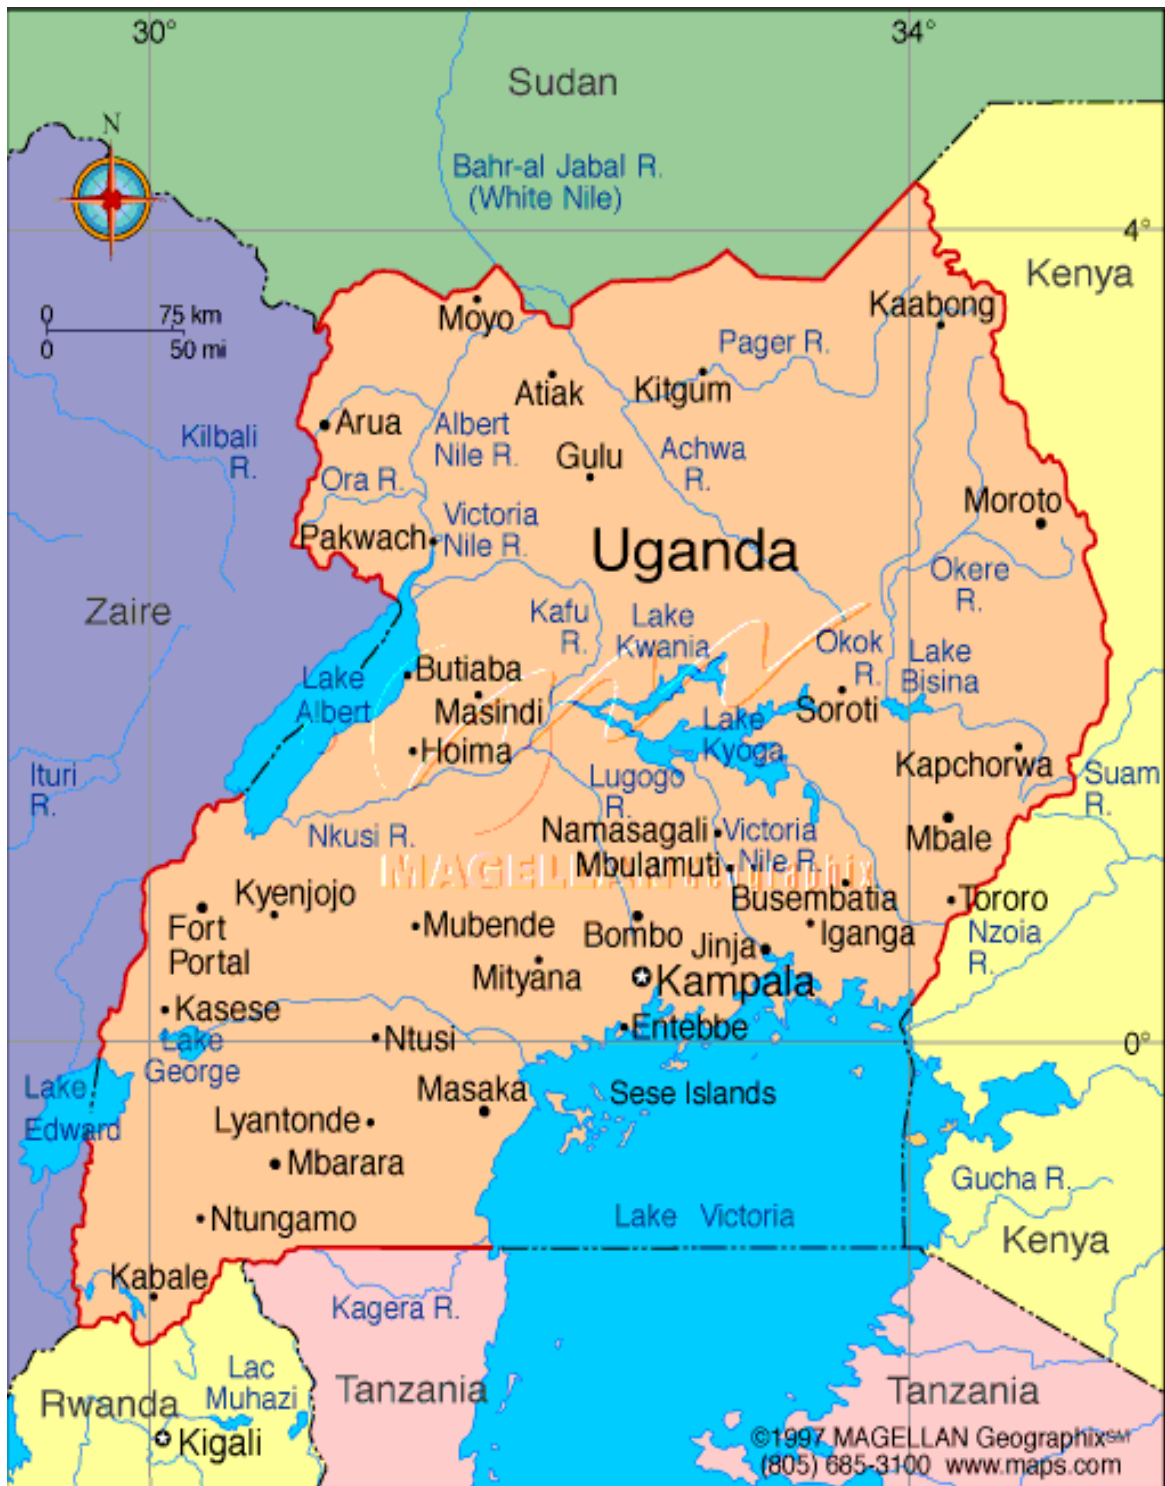 30°
34°
Sudan
N
Bahr-al Jabal R.
(White Nile)
4°
Kenya
Kaabong
0 75 km
0 50 mi
Moyo
Pager R.
Atiak
Kitgum
Arua
Albert
Nile R.
Kilbali
R.
Achwa
R.
Gulu
Ora R.
Moroto
Victoria
Nile R.
Pakwach
Uganda
Okere
R.
Zaire
Kafu
R.
Lake
Kwania
Okok
R.
Lake
Bisina
Butiaba
Lake
Albert
Masindi
Soroti
Lake
Kyoga
Hoima
Kapchorwa
Ituri
R.
Lugogo
R.
Suam
R.
Nkusi R.
Namasagali
Victoria
Nile R.
Mbale
Mbulamuti
MAGELLAN Geographix
Kyenjojo
Busembatia
Tororo
Fort
Portal
Mubende
Bombo
Iganga
Nzoia
R.
Jinja
Mityana
Kampala
Kasese
Entebbe
Ntusi
Lake
George
0°
Lake
Edward
Masaka
Sese Islands
Lyantonde
Mbarara
Gucha R.
Ntungamo
Lake Victoria
Kenya
Kabale
Kagera R.
Lac
Muhazi
Rwanda
Tanzania
Tanzania
Kigali
©1997 MAGELLAN Geographix℠
(805) 685-3100 www.maps.com